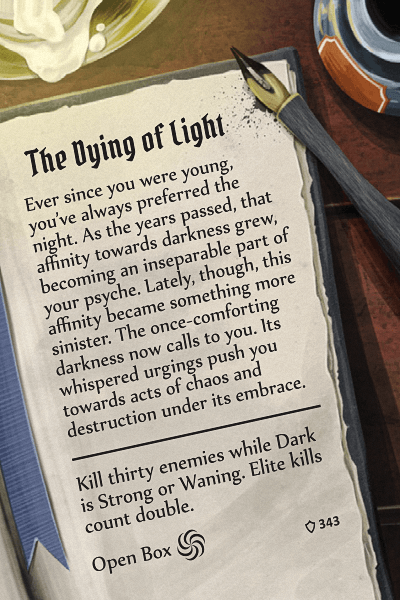 The Dying of Light
Ever since you were young,
you've always preferred the
night. As the years passed, that
affinity towards darkness grew,
becoming an inseparable part of
your psyche. Lately, though, this
affinity became something more
sinister. The once-comforting
darkness now calls to you. Its
whispered urgings push you
towards acts of chaos and
destruction under its embrace.
Kill thirty enemies while Dark
is Strong or Waning. Elite kills
count double.
Open Box
343